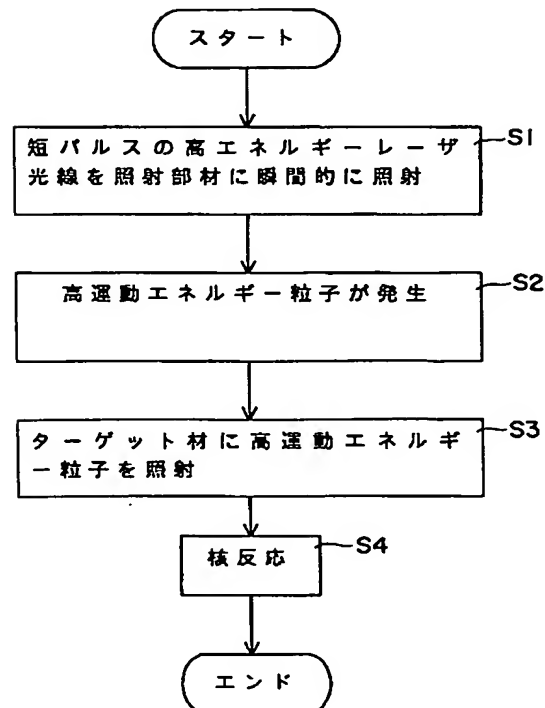 スタート
短パルスの高エネルギーレーザ
光線を照射部材に瞬間的に照射
S1
高運動エネルギー粒子が発生
S2
ターゲット材に高運動エネルギ
ー粒子を照射
S3
核反応
S4
エンド